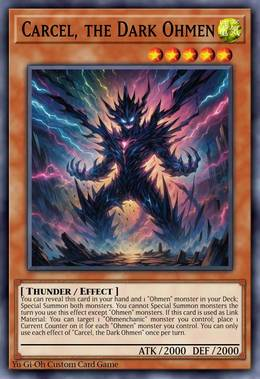 Carcel, the Dark Ohmen
[ Thunder / Effect ]
You can reveal this card in your hand and 1 "Ohmen" monster in your Deck;
Special Summon both monsters. You cannot Special Summon monsters the
turn you use this effect except "Ohmen" monsters. If this card is used as Link
Material: You can target 1 "Ohmenchanic" monster you control; place 1
Current Counter on it for each "Ohmen" monster you control. You can only
use each effect of "Carcel, the Dark Ohmen" once per turn.
ATK/2000 DEF/2000
Yu Gi-Oh Custom Card Game